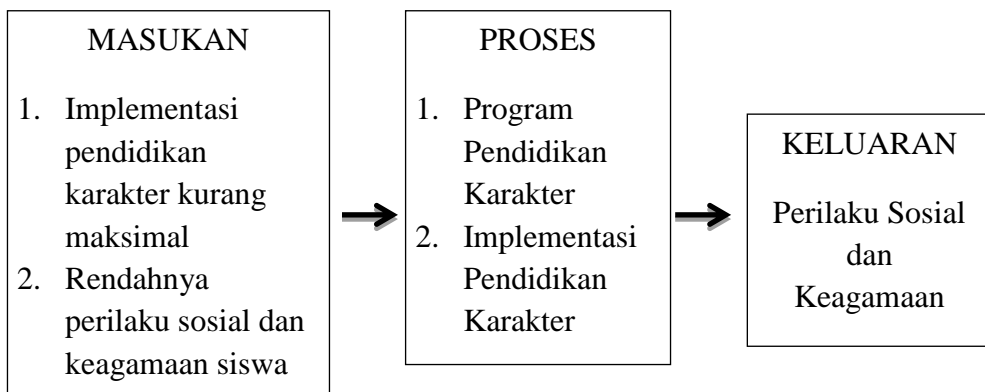 MASUKAN
1. Implementasi
pendidikan
karakter kurang
maksimal
2. Rendahnya
perilaku sosial dan
keagamaan siswa
PROSES
1. Program
Pendidikan
Karakter
2. Implementasi
Pendidikan
Karakter
KELUARAN
Perilaku Sosial
dan
Keagamaan